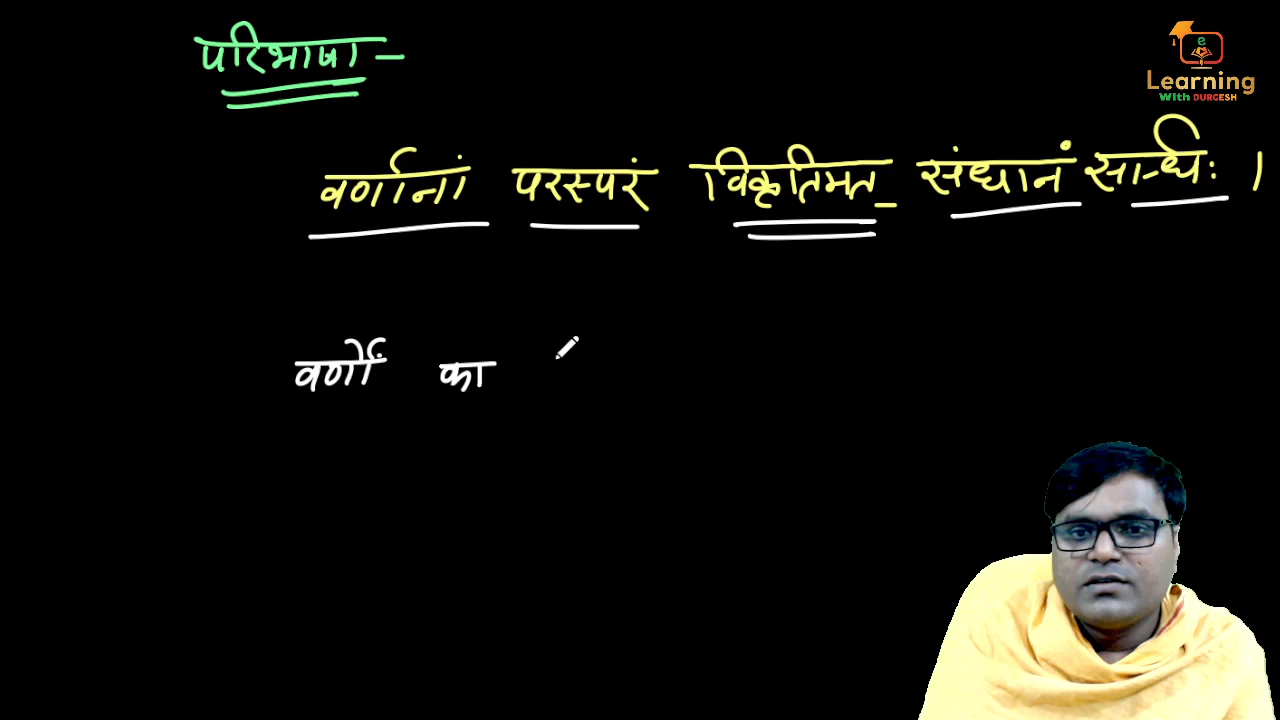 परिभाषा -
e
Learning
With DURGESH
वर्णानां परस्परं विकृतिमत् संधानं सन्धिः ।
वर्णों का